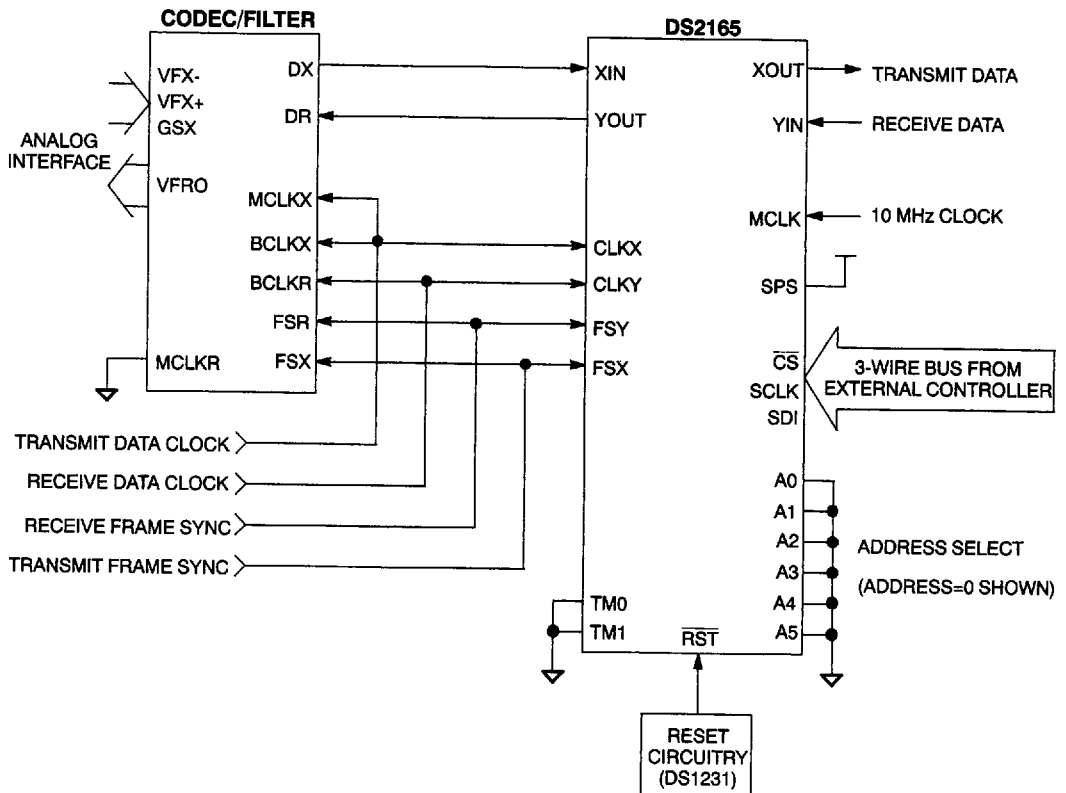 CODEC/FILTER
DS2165
VFX-
VFX+
GSX
ANALOG
INTERFACE
VFRO
MCLKR
DX
DR
MCLKX
BCLKX
BCLKR
FSR
FSX
XIN
YOUT
CLKX
CLKY
FSY
FSX
TM0
TM1
RST
XOUT
YIN
MCLK
SPS
CS
SCLK
SDI
A0
A1
A2
A3
A4
A5
TRANSMIT DATA
RECEIVE DATA
10 MHz CLOCK
3-WIRE BUS FROM
EXTERNAL CONTROLLER
ADDRESS SELECT
(ADDRESS=0 SHOWN)
TRANSMIT DATA CLOCK
RECEIVE DATA CLOCK
RECEIVE FRAME SYNC
TRANSMIT FRAME SYNC
RESET
CIRCUITRY
(DS1231)